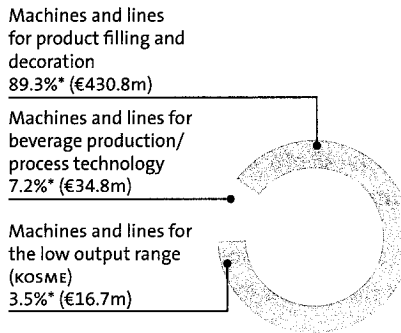 Machines and lines
for product filling and
decoration
89.3%* (€430.8m)
Machines and lines for
beverage production/
process technology
7.2%* (€34.8m)
Machines and lines for
the low output range
(KOSME)
3.5%* (€16.7m)